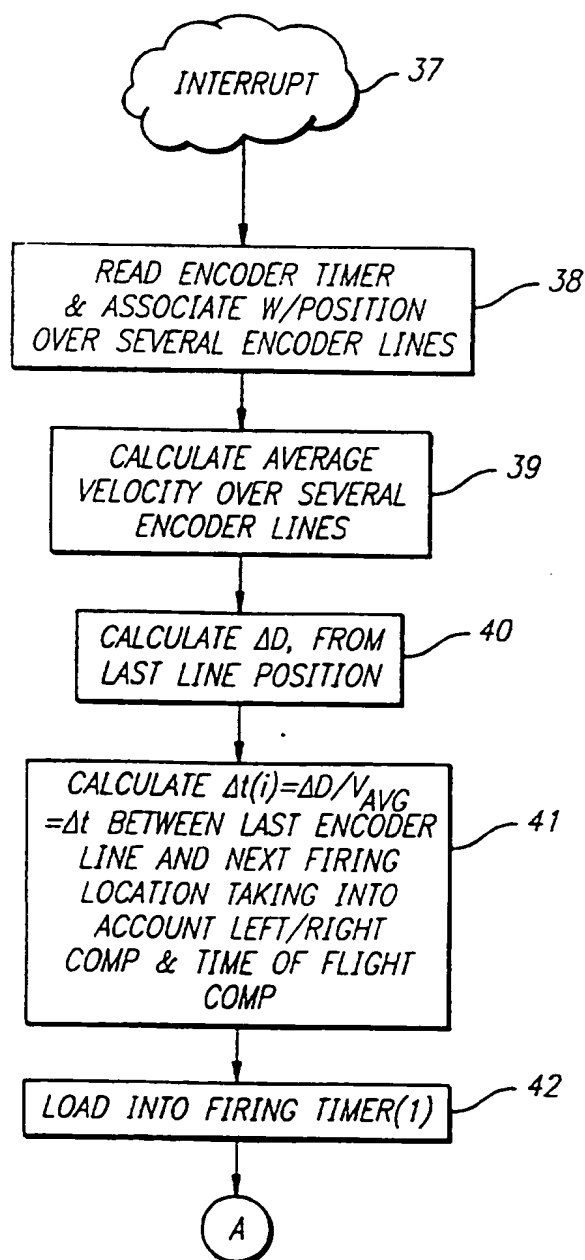 INTERRUPT
37
READ ENCODER TIMER
& ASSOCIATE W/POSITION
OVER SEVERAL ENCODER LINES
38
CALCULATE AVERAGE
VELOCITY OVER SEVERAL
ENCODER LINES
39
CALCULATE ΔD, FROM
LAST LINE POSITION
40
CALCULATE Δt(i)=ΔD/VAVG
=Δt BETWEEN LAST ENCODER
LINE AND NEXT FIRING
LOCATION TAKING INTO
ACCOUNT LEFT/RIGHT
COMP & TIME OF FLIGHT
COMP
41
LOAD INTO FIRING TIMER(1)
42
A